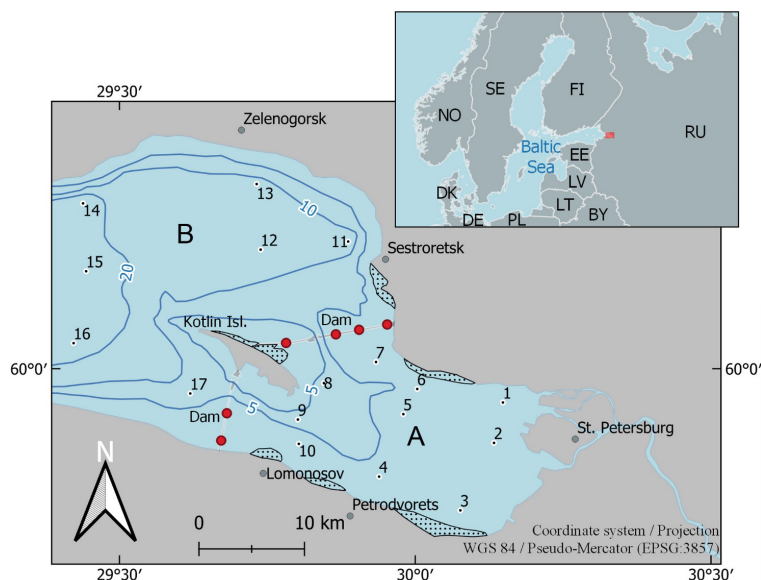 29°30'
Zelenogorsk
NO
SE
FI
RU
Baltic
Sea
EE
LV
DK
LT
BY
DE
PL
13
14
10
B
12
11
Sestroretsk
15
20
Kotlin Isl.
Dam
16
7
60°0'
60°0'
8
6
17
5
1
5
9
5
A
Dam
2
St. Petersburg
10
4
Lomonosov
N
3
Petrodvorets
0
10 km
Coordinate system / Projection
WGS 84 / Pseudo-Mercator (EPSG:3857)
29°30'
30°0'
30°30'